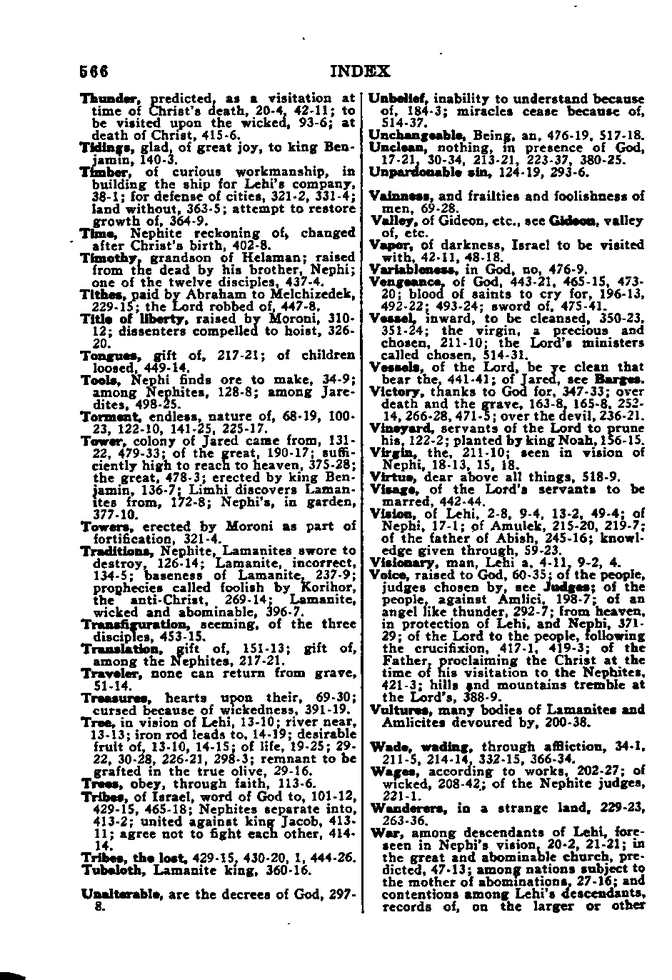 566
INDEX
Thunder, predicted, as a visitation at
time of Christ's death, 20-4, 42-11; to
be visited upon the wicked, 93-6; at
death of Christ, 415-6.
Tidings, glad, of great joy, to king Ben-
jamin, 140-3.
Timber, of curious workmanship, in
building the ship for Lehi's company,
38-1; for defense of cities, 321-2, 331-4;
land without, 363-5; attempt to restore
growth of, 364-9.
Time, Nephite reckoning of, changed
after Christ's birth, 402-8.
Timothy, grandson of Helaman; raised
from the dead by his brother, Nephi;
one of the twelve disciples, 437-4.
Tithes, paid by Abraham to Melchizedek,
229-15; the Lord robbed of, 447-8.
Title of liberty, raised by Moroni, 310-
12; dissenters compelled to hoist, 326-
20.
Tongues, gift of, 217-21; of children
loosed, 449-14.
Tools, Nephi finds ore to make, 34-9;
among Nephites, 128-8; among Jare-
dites, 498-25.
Torment, endless, nature of, 68-19, 100-
23, 122-10, 141-25, 225-17.
Tower, colony of Jared came from, 131-
22, 479-33; of the great, 190-17; suffi-
ciently high to reach to heaven, 375-28;
the great, 478-3; erected by king Ben-
jamin, 136-7; Limhi discovers Laman-
ites from, 172-8; Nephi's, in garden,
377-10.
Towers, erected by Moroni as part of
fortification, 321-4.
Traditions, Nephite, Lamanites swore to
destroy, 126-14; Lamanite, incorrect,
134-5; baseness of Lamanite, 237-9;
prophecies called foolish by Korihor,
the anti-Christ, 269-14; Lamanite,
wicked and abominable, 396-7.
Transfiguration, seeming, of the three
disciples, 453-15.
Translation, gift of, 151-13; gift of,
among the Nephites, 217-21.
Traveler, none can return from grave,
51-14.
Treasures, hearts upon their, 69-30;
cursed because of wickedness, 391-19.
Tree, in vision of Lehi, 13-10; river near,
13-13; iron rod leads to, 14-19; desirable
fruit of, 13-10, 14-15; of life, 19-25; 29-
22, 30-28, 226-21, 298-3; remnant to be
grafted in the true olive, 29-16.
Trees, obey, through faith, 113-6.
Tribes, of Israel, word of God to, 101-12,
429-15, 465-18; Nephites separate into,
413-2; united against king Jacob, 413-
11; agree not to fight each other, 414-
14.
Tribes, the lost, 429-15, 430-20, 1, 444-26.
Tubaloth, Lamanite king, 360-16.
Unalterable, are the decrees of God, 297-
8.
Unbelief, inability to understand because
of, 184-3; miracles cease because of,
514-37.
Unchangeable, Being, an, 476-19, 517-18.
Unclean, nothing, in presence of God,
17-21, 30-34, 213-21, 223-37, 380-25.
Unpardonable sin, 124-19, 293-6.
Vainness, and frailties and foolishness of
men, 69-28.
Valley, of Gideon, etc., see Gideon, valley
of, etc.
Vapor, of darkness, Israel to be visited
with, 42-11, 48-18.
Variableness, in God, no, 476-9.
Vengeance, of God, 443-21, 465-15, 473-
20; blood of saints to cry for, 196-13,
492-22; 493-24; sword of, 475-41.
Vessel, inward, to be cleansed, 350-23,
351-24; the virgin, a precious and
chosen, 211-10; the Lord's ministers
called chosen, 514-31.
Vessels, of the Lord, be ye clean that
bear the, 441-41; of Jared, see Barges.
Victory, thanks to God for, 347-33; over
death and the grave, 163-8, 165-8, 252-
14, 266-28, 471-5; over the devil, 236-21.
Vineyard, servants of the Lord to prune
his, 122-2; planted by king Noah, 156-15.
Virgin, the, 211-10; seen in vision of
Nephi, 18-13, 15, 18.
Virtue, dear above all things, 518-9.
Visage, of the Lord's servants to be
marred, 442-44.
Vision, of Lehi, 2-8, 9-4, 13-2, 49-4; of
Nephi, 17-1; of Amulek, 215-20, 219-7;
of the father of Abish, 245-16; knowl-
edge given through, 59-23.
Visionary, man, Lehi a, 4-11, 9-2, 4.
Voice, raised to God, 60-35; of the people,
judges chosen by, see Judges; of the
people, against Amlici, 198-7; of an
angel like thunder, 292-7; from heaven,
in protection of Lehi, and Nephi, 371-
29; of the Lord to the people, following
the crucifixion, 417-1, 419-3; of the
Father, proclaiming the Christ at the
time of his visitation to the Nephites,
421-3; hills and mountains tremble at
the Lord's, 388-9.
Vultures, many bodies of Lamanites and
Amlicites devoured by, 200-38.
Wade, wading, through affliction, 34-1,
211-5, 214-14, 332-15, 366-34.
Wages, according to works, 202-27; of
wicked, 208-42; of the Nephite judges,
221-1.
Wanderers, in a strange land, 229-23,
263-36.
War, among descendants of Lehi, fore-
seen in Nephi's vision, 20-2, 21-21; in
the great and abominable church, pre-
dicted, 47-13; among nations subject to
the mother of abominations, 27-16; and
contentions among Lehi's descendants,
records of, on the larger or other